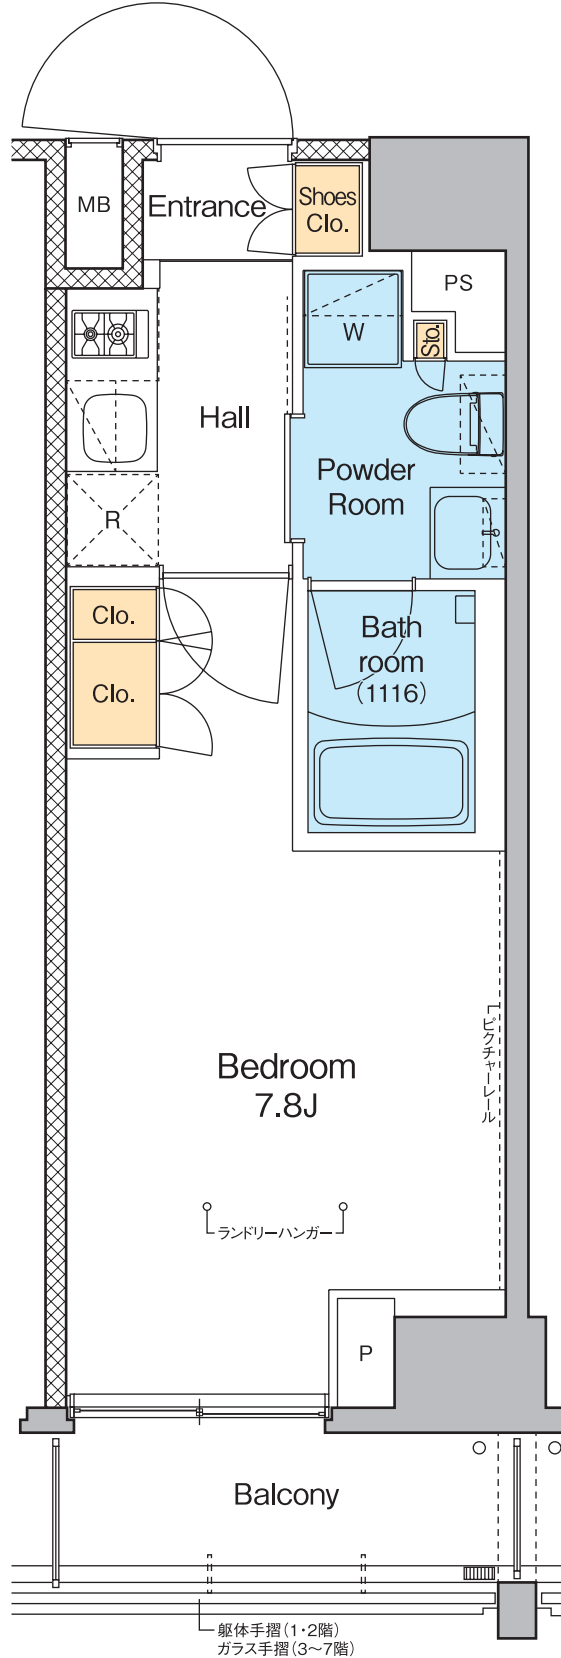 MB
Entrance
Shoes
Clo.
PS
W
Sto.
Hall
Powder
Room
R
Clo.
Clo.
Bath
room
(1116)
ピクチャーレール
Bedroom
7.8J
ランドリーハンガー
P
Balcony
躯体手摺(1・2階)
ガラス手摺(3〜7階)